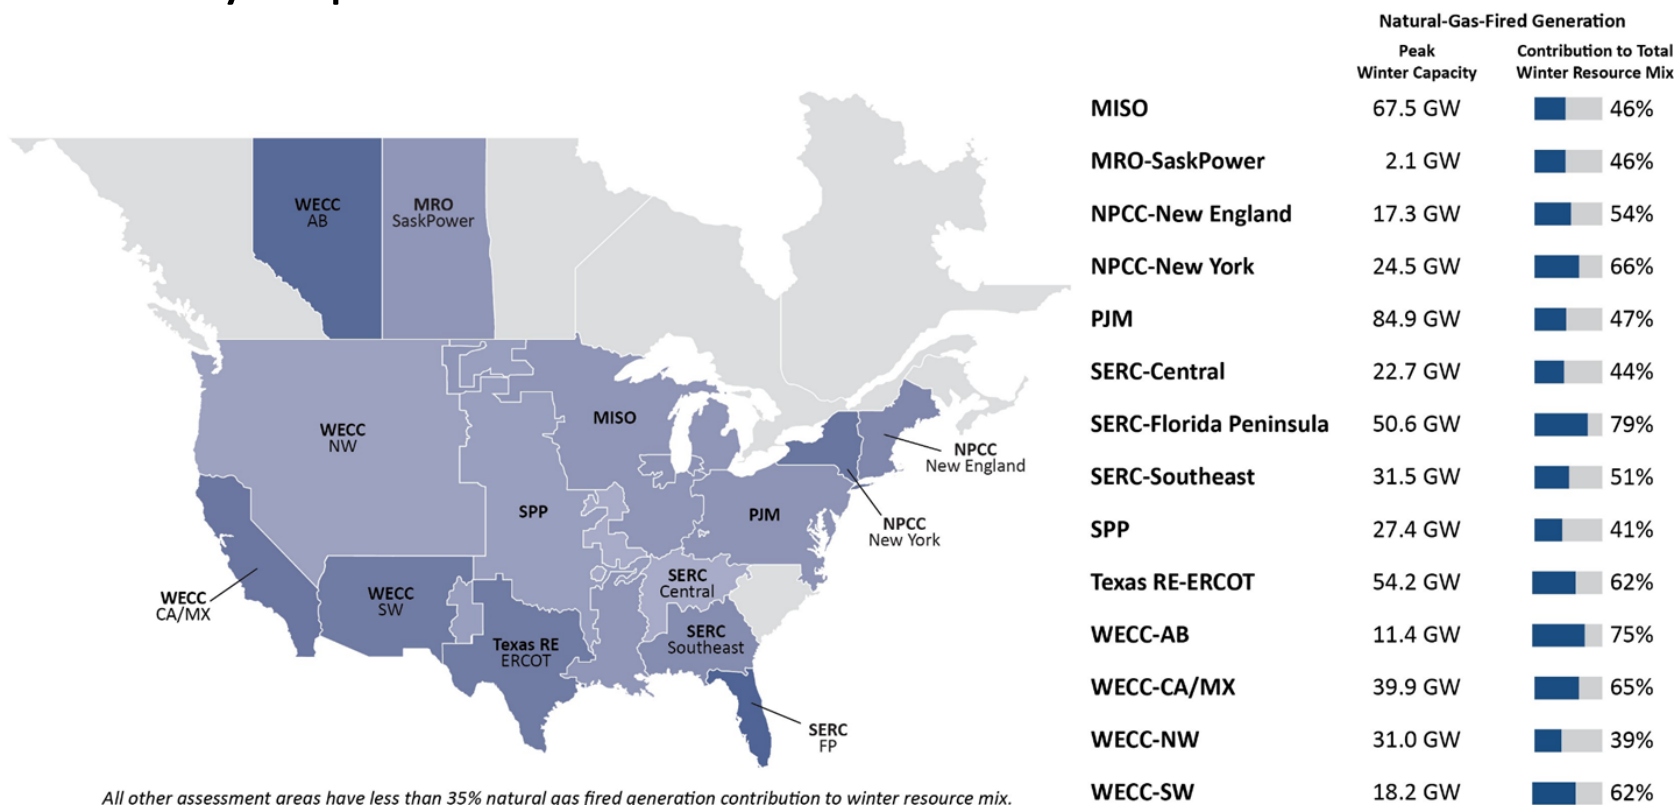 Natural-Gas-Fired Generation
Peak
Winter Capacity
Contribution to Total
Winter Resource Mix
MISO 67.5 GW 46%
MRO-SaskPower 2.1 GW 46%
NPCC-New England 17.3 GW 54%
NPCC-New York 24.5 GW 66%
PJM 84.9 GW 47%
SERC-Central 22.7 GW 44%
SERC-Florida Peninsula 50.6 GW 79%
SERC-Southeast 31.5 GW 51%
SPP 27.4 GW 41%
Texas RE-ERCOT 54.2 GW 62%
WECC-AB 11.4 GW 75%
WECC-CA/MX 39.9 GW 65%
WECC-NW 31.0 GW 39%
WECC-SW 18.2 GW 62%
WECC
AB
MRO
SaskPower
WECC
NW
MISO
NPCC
New England
SPP
PJM
NPCC
New York
WECC
CA/MX
WECC
SW
SERC
Central
SERC
Southeast
Texas RE
ERCOT
SERC
FP
All other assessment areas have less than 35% natural gas fired generation contribution to winter resource mix.